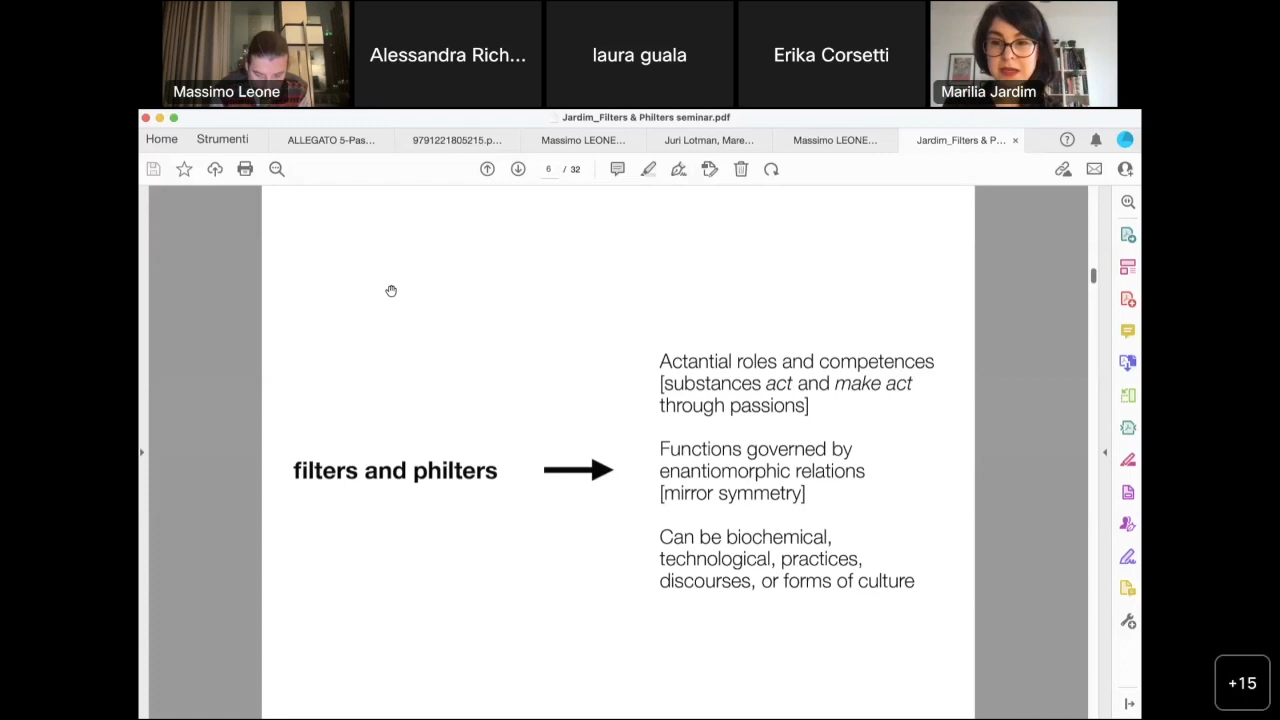 Massimo Leone
Alessandra Rich...
laura guala
Erika Corsetti
Marilia Jardim
Jardim_Filters & Philters seminar.pdf
Home
Strumenti
ALLEGATO 5-Pas...
9791221805215.p...
Massimo LEONE...
Juri Lotman, Mare...
Massimo LEONE...
Jardim_Filters & P... ×
6 / 32
Actantial roles and competences
[substances act and make act
through passions]
filters and philters
Functions governed by
enantiomorphic relations
[mirror symmetry]
Can be biochemical,
technological, practices,
discourses, or forms of culture
+15